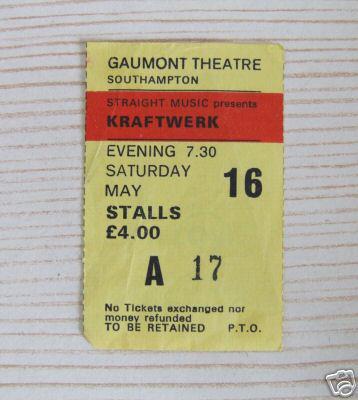 GAUMONT THEATRE
SOUTHAMPTON
STRAIGHT MUSIC presents
KRAFTWERK
EVENING 7.30
SATURDAY
MAY 16
STALLS
£4.00
A 17
No Tickets exchanged nor
money refunded
TO BE RETAINED P.T.O.